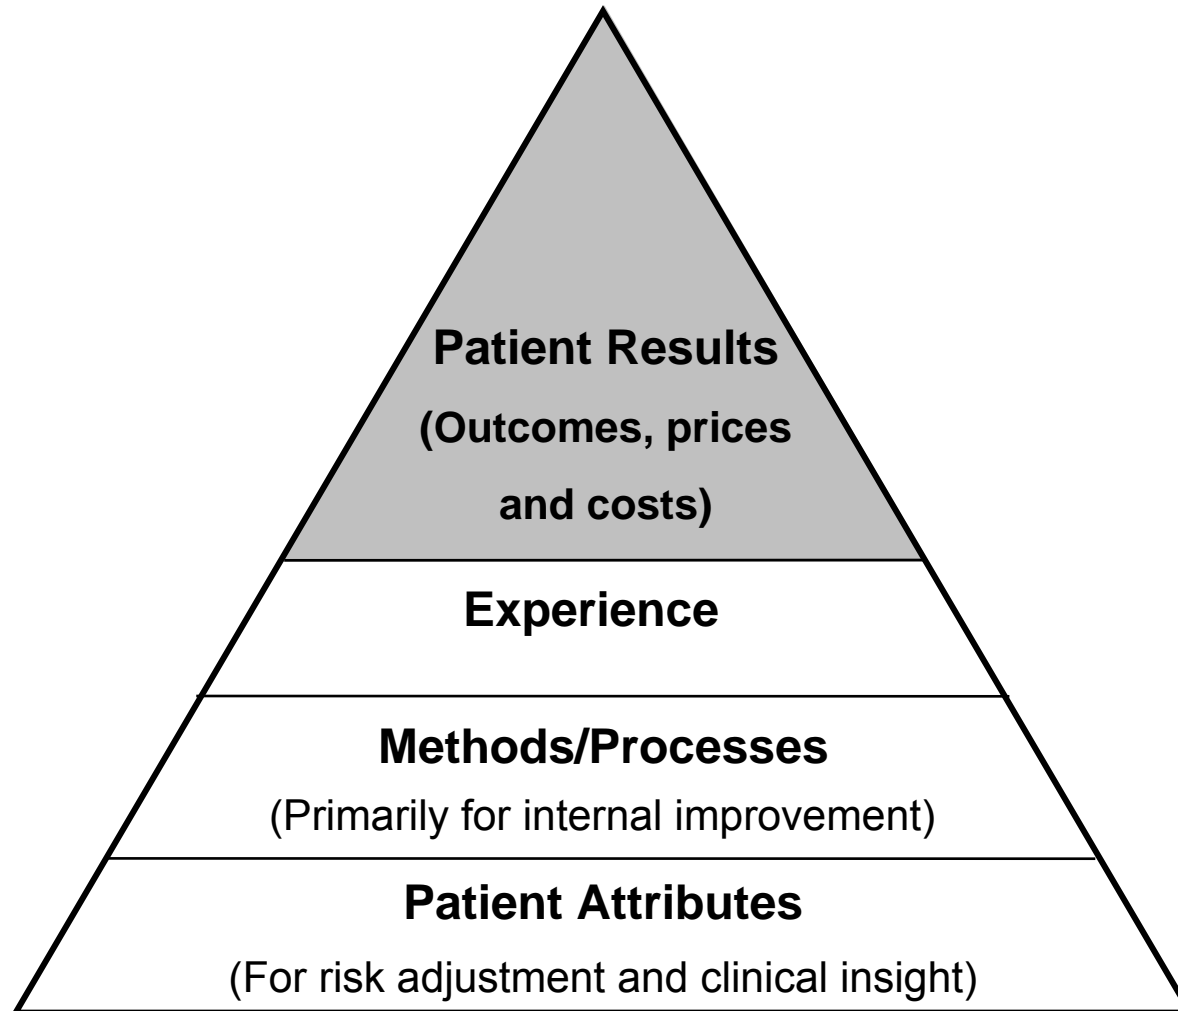 Patient Results
(Outcomes, prices
and costs)
Experience
Methods/Processes
(Primarily for internal improvement)
Patient Attributes
(For risk adjustment and clinical insight)